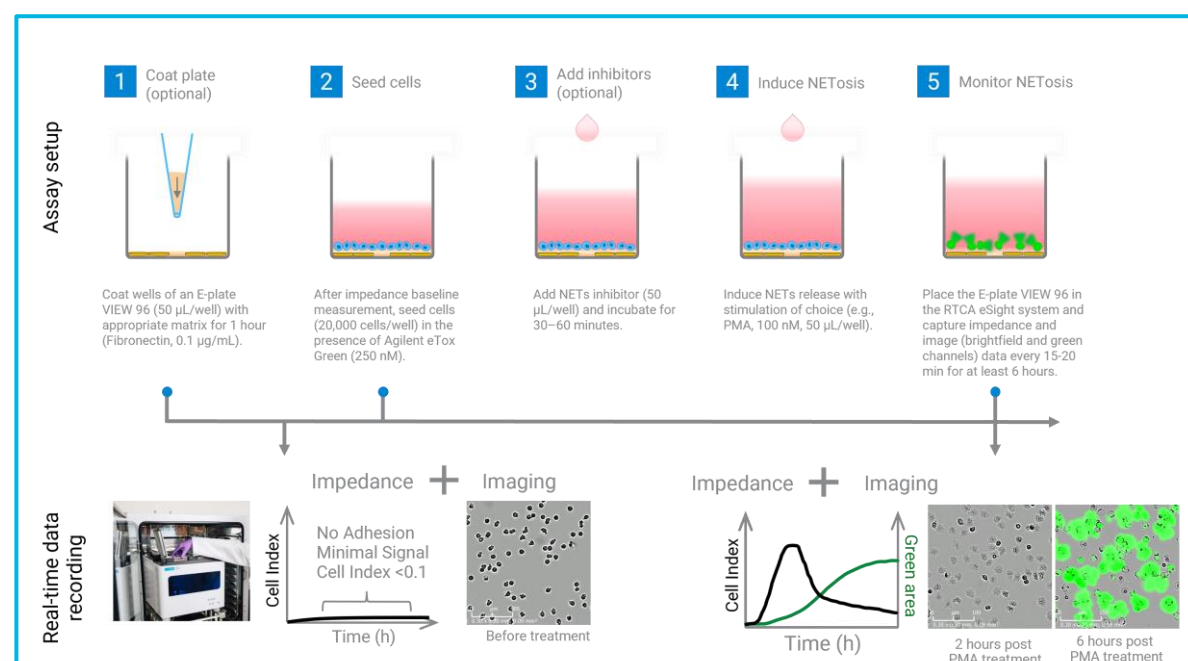 Assay setup
1
Coat plate
(optional)
2
Seed cells
3
Add inhibitors
(optional)
4
Induce NETosis
5
Monitor NETosis
Coat wells of an E-plate
VIEW 96 (50 µL/well) with
appropriate matrix for 1 hour
(Fibronectin, 0.1 µg/mL).
After impedance baseline
measurement, seed cells
(20,000 cells/well) in the
presence of Agilent eTox
Green (250 nM).
Add NETs inhibitor (50
µL/well) and incubate for
30–60 minutes.
Induce NETs release with
stimulation of choice (e.g.,
PMA, 100 nM, 50 µL/well).
Place the E-plate VIEW 96 in
the RTCA eSight system and
capture impedance and
image (brightfield and green
channels) data every 15-20
min for at least 6 hours.
Real-time data
recording
Impedance + Imaging
Cell Index
No Adhesion
Minimal Signal
Cell Index <0.1
Time (h)
Before treatment
Impedance + Imaging
Cell Index
Green area
Time (h)
2 hours post
PMA treatment
6 hours post
PMA treatment